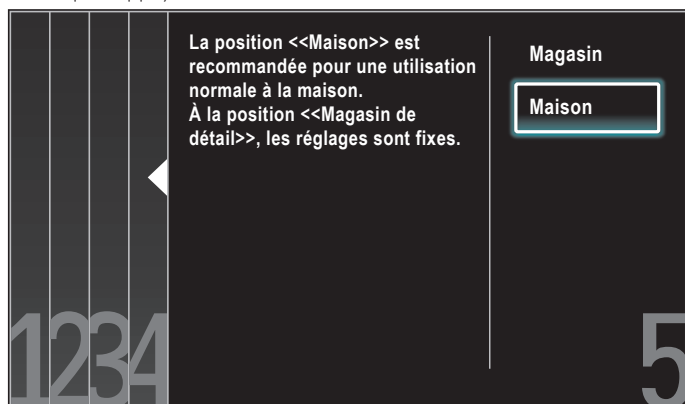 La position <<Maison>> est
recommandée pour une utilisation
normale à la maison.
À la position <<Magasin de
détail>>, les réglages sont fixes.
Magasin
Maison
1234
5